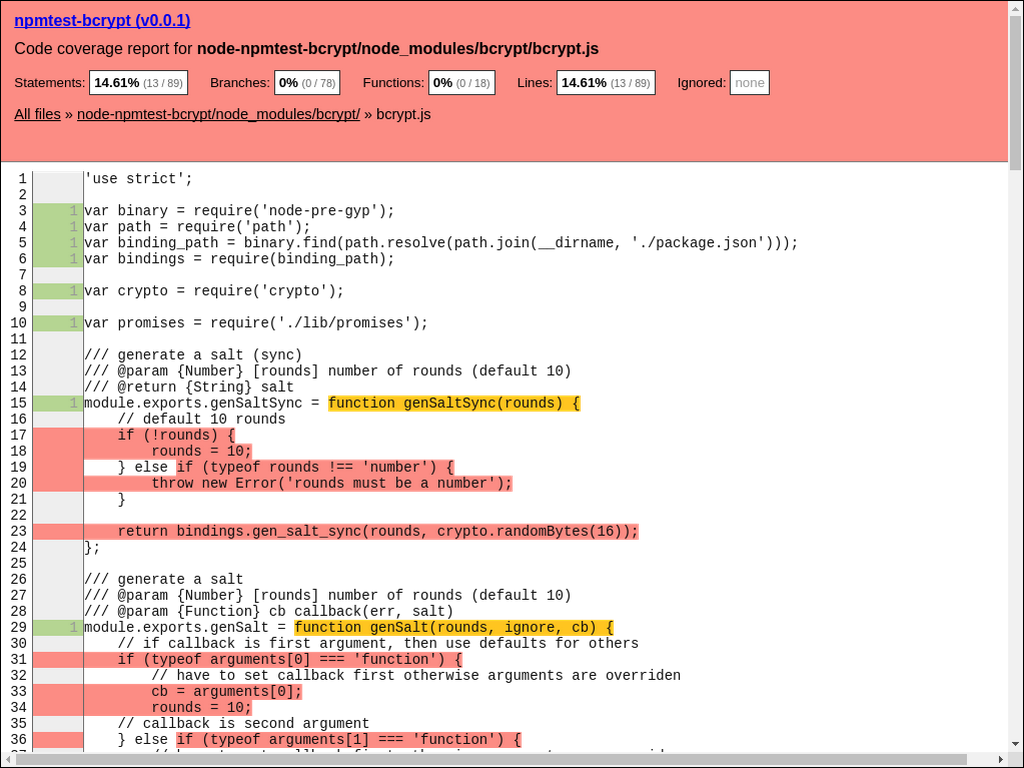 npmtest-bcrypt (v0.0.1)
Code coverage report for node-npmtest-bcrypt/node_modules/bcrypt/bcrypt.js
Statements: 14.61% (13 / 89) Branches: 0% (0 / 78) Functions: 0% (0 / 18) Lines: 14.61% (13 / 89) Ignored: none
All files » node-npmtest-bcrypt/node_modules/bcrypt/ » bcrypt.js
1 'use strict';
2
3 1 var binary = require('node-pre-gyp');
4 1 var path = require('path');
5 1 var binding_path = binary.find(path.resolve(path.join(__dirname, './package.json')));
6 1 var bindings = require(binding_path);
7
8 1 var crypto = require('crypto');
9
10 1 var promises = require('./lib/promises');
11
12 /// generate a salt (sync)
13 /// @param {Number} [rounds] number of rounds (default 10)
14 /// @return {String} salt
15 1 module.exports.genSaltSync = function genSaltSync(rounds) {
16 // default 10 rounds
17 if (!rounds) {
18 rounds = 10;
19 } else if (typeof rounds !== 'number') {
20 throw new Error('rounds must be a number');
21 }
22
23 return bindings.gen_salt_sync(rounds, crypto.randomBytes(16));
24 };
25
26 /// generate a salt
27 /// @param {Number} [rounds] number of rounds (default 10)
28 /// @param {Function} cb callback(err, salt)
29 1 module.exports.genSalt = function genSalt(rounds, ignore, cb) {
30 // if callback is first argument, then use defaults for others
31 if (typeof arguments[0] === 'function') {
32 // have to set callback first otherwise arguments are overriden
33 cb = arguments[0];
34 rounds = 10;
35 // callback is second argument
36 } else if (typeof arguments[1] === 'function') {